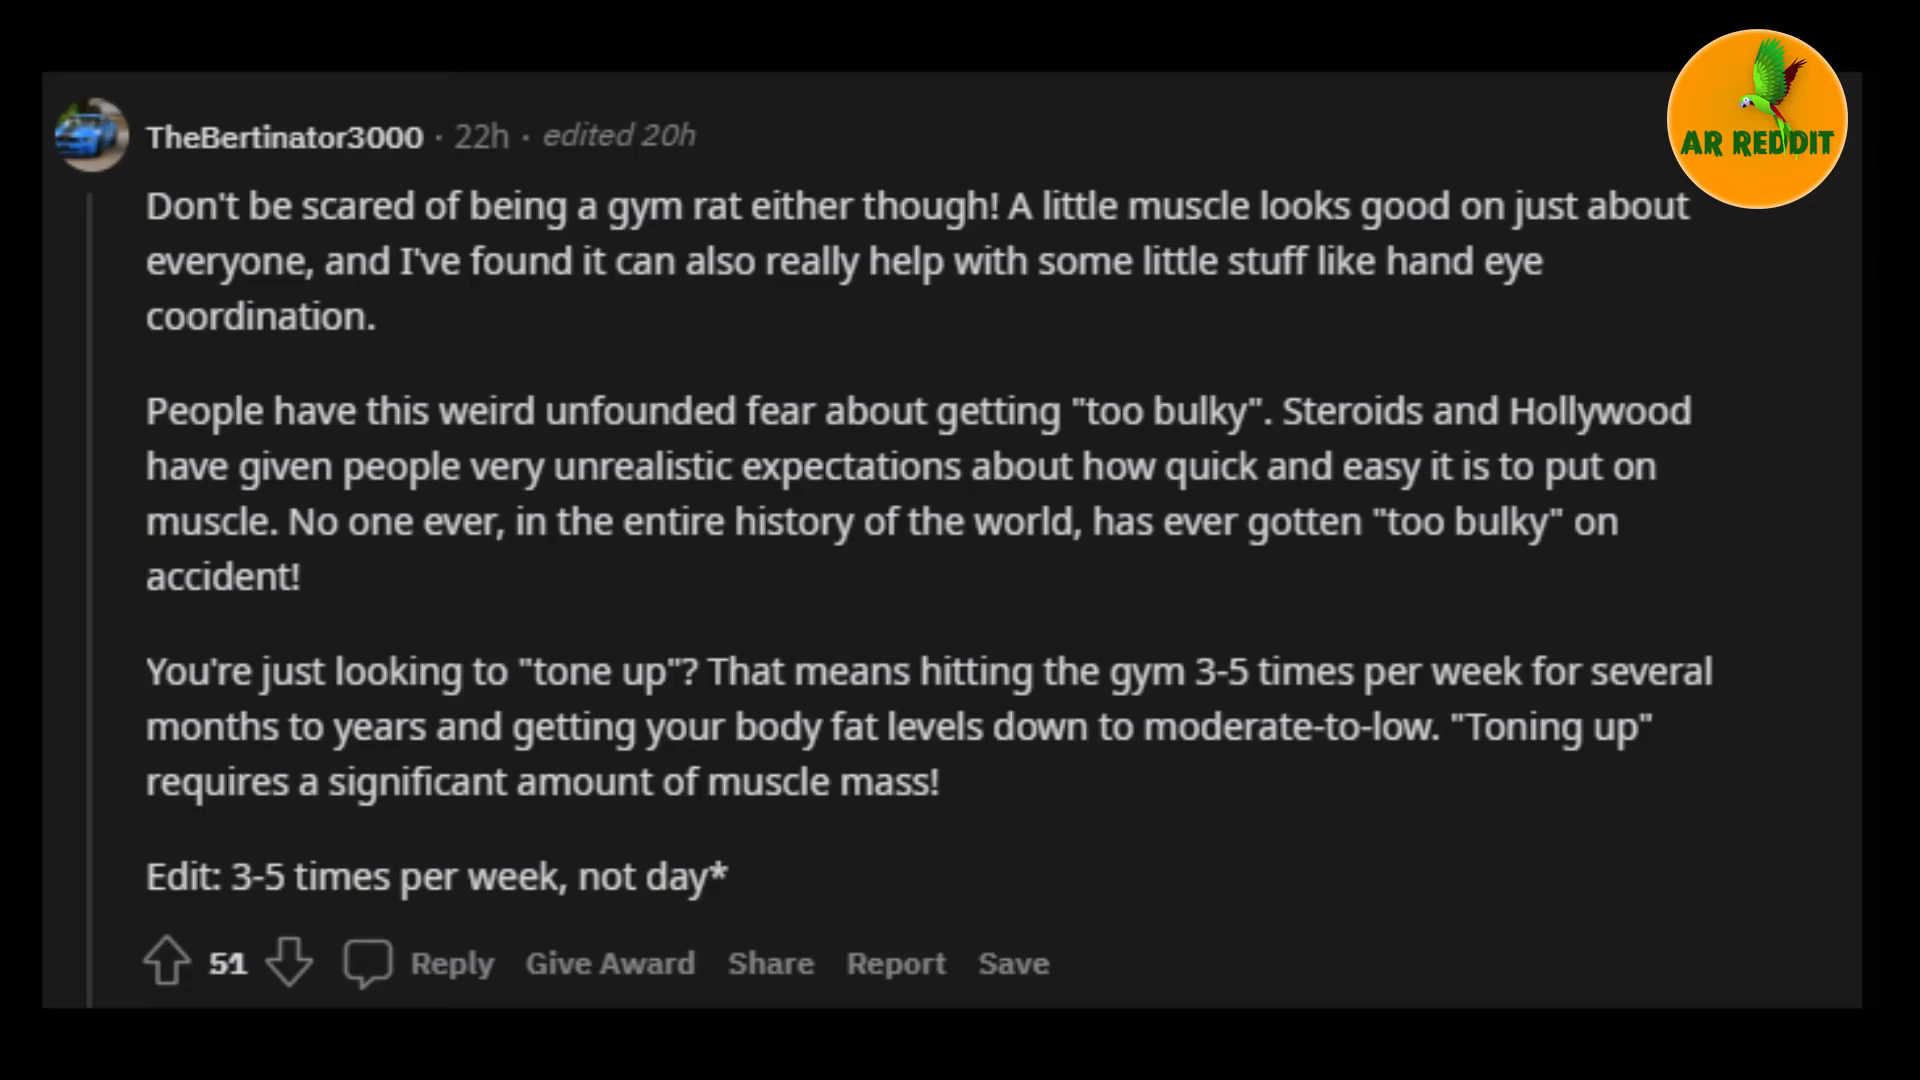 AR REDDIT
TheBertinator3000 · 22h · edited 20h
Don't be scared of being a gym rat either though! A little muscle looks good on just about
everyone, and I've found it can also really help with some little stuff like hand eye
coordination.
People have this weird unfounded fear about getting "too bulky". Steroids and Hollywood
have given people very unrealistic expectations about how quick and easy it is to put on
muscle. No one ever, in the entire history of the world, has ever gotten "too bulky" on
accident!
You're just looking to "tone up"? That means hitting the gym 3-5 times per week for several
months to years and getting your body fat levels down to moderate-to-low. "Toning up"
requires a significant amount of muscle mass!
Edit: 3-5 times per week, not day*
51 Reply Give Award Share Report Save